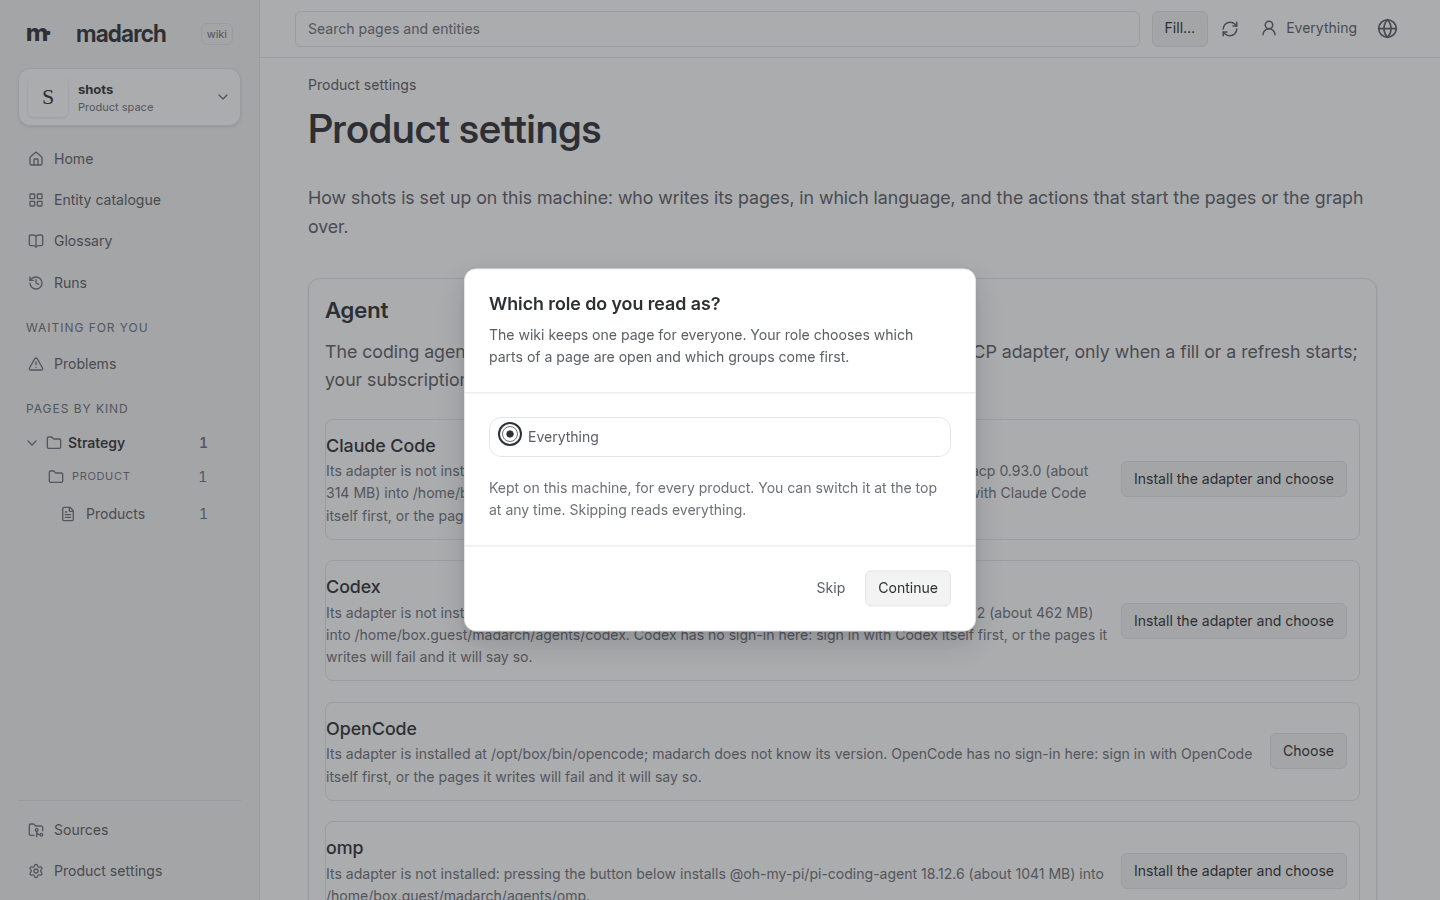 m· madarch wiki
Search pages and entities
Fill...
Everything
S
shots
Product space
Home
Entity catalogue
Glossary
Runs
WAITING FOR YOU
Problems
PAGES BY KIND
Strategy 1
PRODUCT 1
Products 1
Sources
Product settings
Product settings
Product settings
How shots is set up on this machine: who writes its pages, in which language, and the actions that start the pages or the graph
over.
Agent
The coding agen
CP adapter, only when a fill or a refresh starts;
your subscription
Claude Code
Its adapter is not inst
acp 0.93.0 (about
314 MB) into /home/b
with Claude Code
itself first, or the pag
Install the adapter and choose
Codex
Its adapter is not inst
2 (about 462 MB)
into /home/box.guest/madarch/agents/codex. Codex has no sign-in here: sign in with Codex itself first, or the pages it
writes will fail and it will say so.
Install the adapter and choose
OpenCode
Its adapter is installed at /opt/box/bin/opencode; madarch does not know its version. OpenCode has no sign-in here: sign in with OpenCode
itself first, or the pages it writes will fail and it will say so.
Choose
omp
Its adapter is not installed: pressing the button below installs @oh-my-pi/pi-coding-agent 18.12.6 (about 1041 MB) into
/home/box.guest/madarch/agents/omp.
Install the adapter and choose
Which role do you read as?
The wiki keeps one page for everyone. Your role chooses which
parts of a page are open and which groups come first.
Everything
Kept on this machine, for every product. You can switch it at the top
at any time. Skipping reads everything.
Skip
Continue